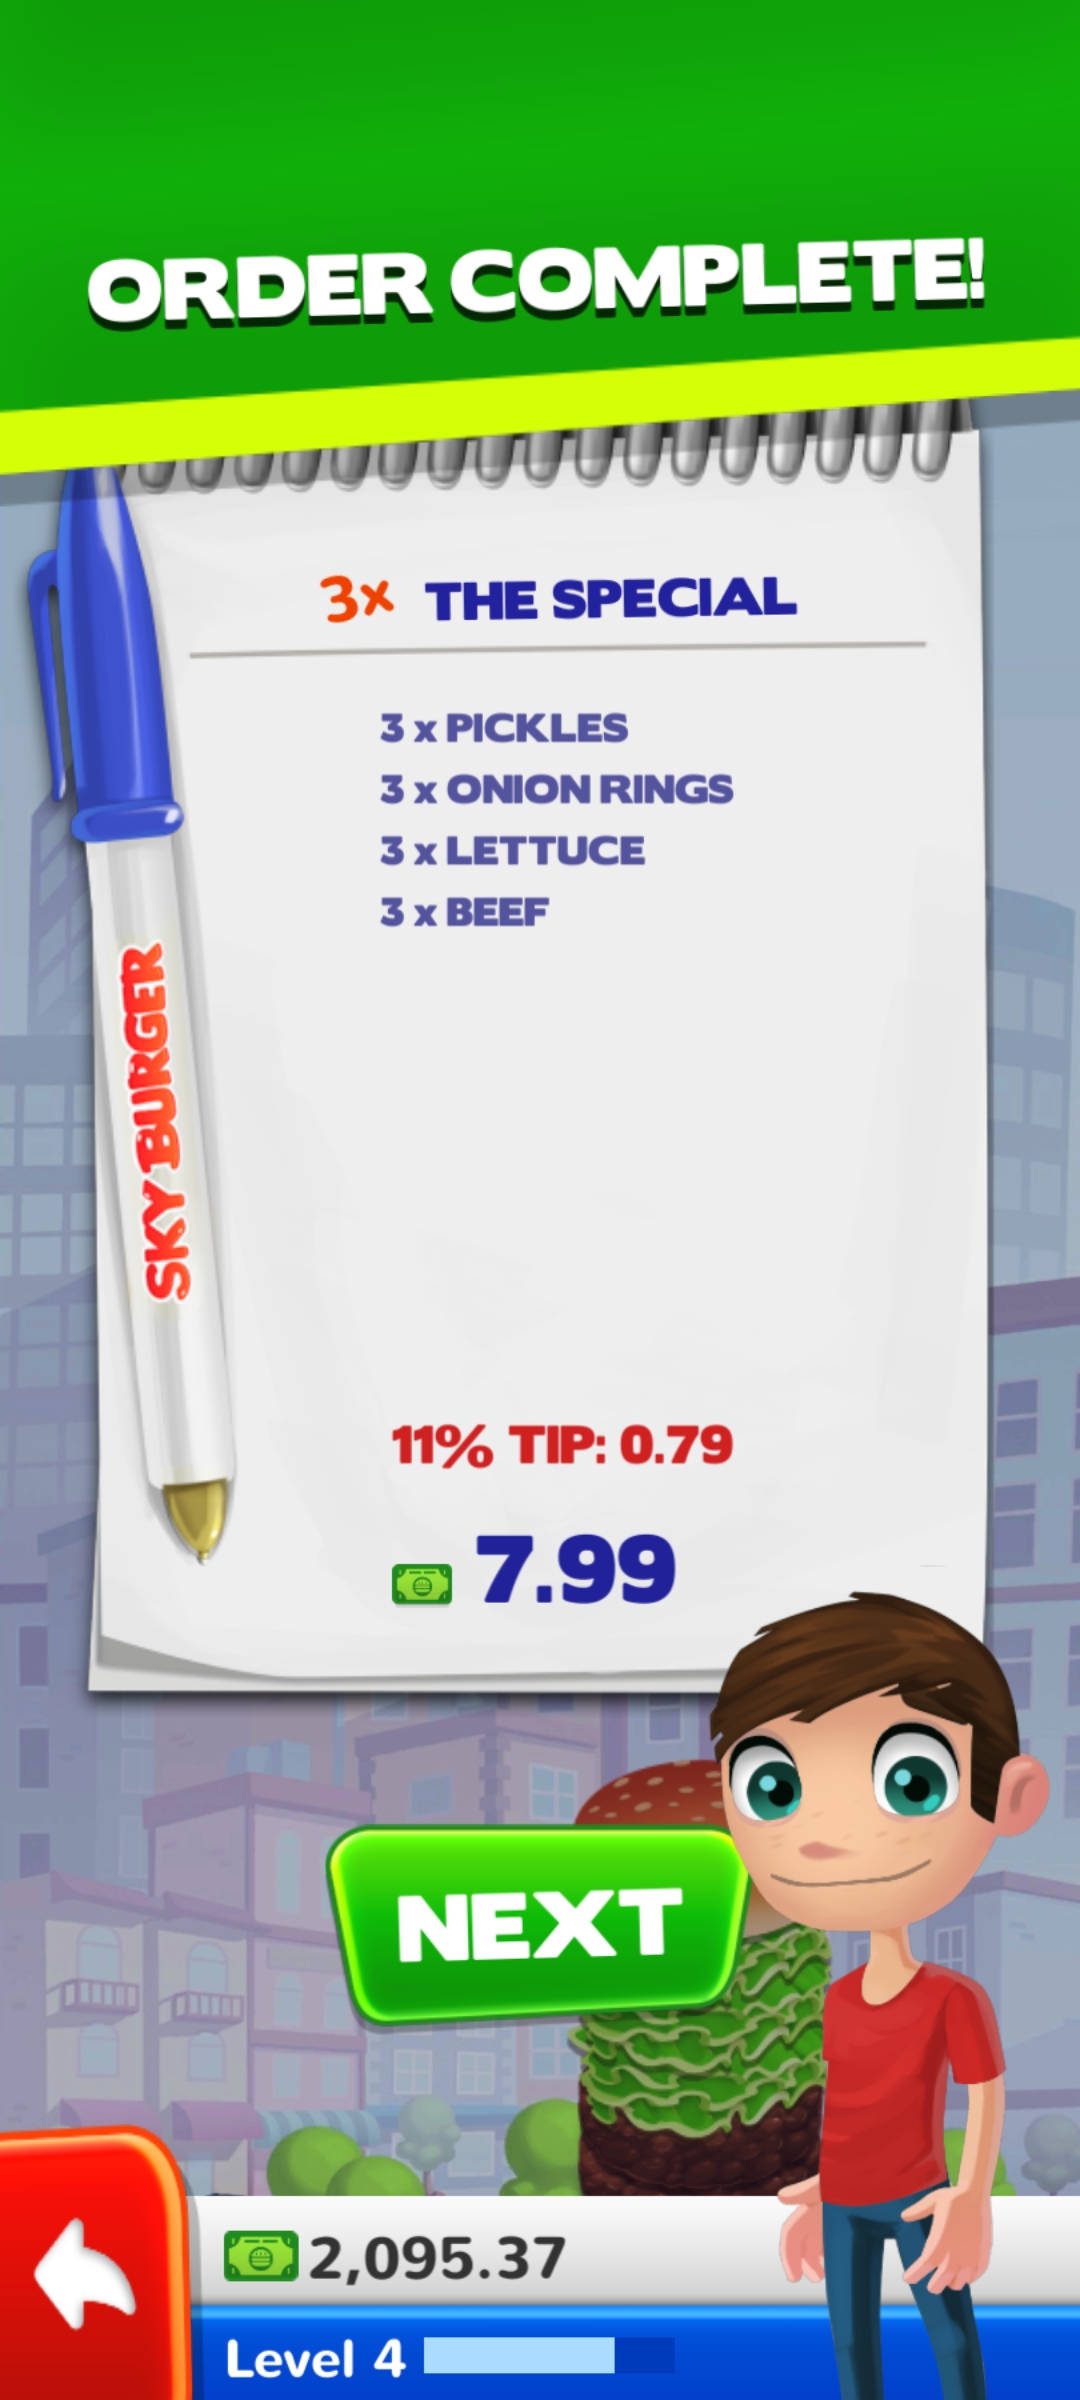 ORDER COMPLETE!
3x THE SPECIAL
3 x PICKLES
3 x ONION RINGS
3 x LETTUCE
3 x BEEF
SKY BURGER
11% TIP: 0.79
7.99
NEXT
2,095.37
Level 4